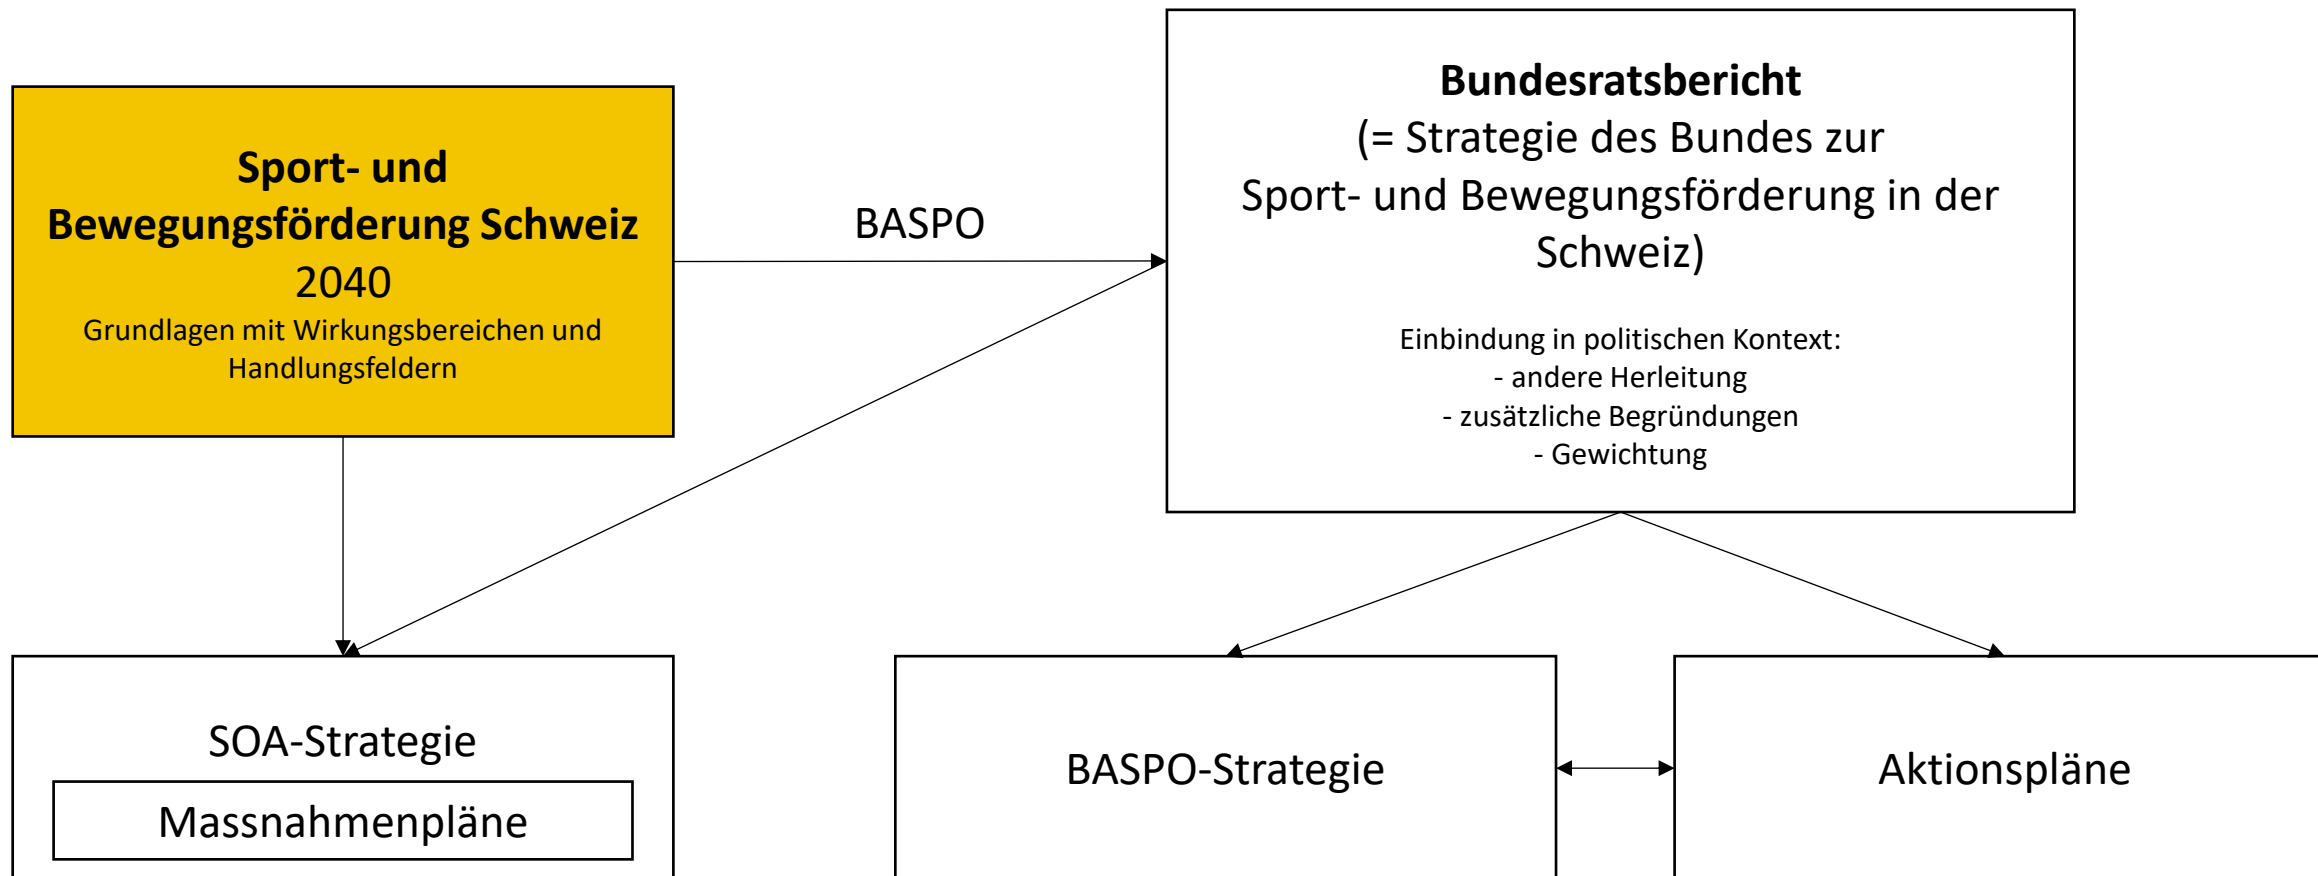 Sport- und
Bewegungsförderung Schweiz
2040
Grundlagen mit Wirkungsbereichen und
Handlungsfeldern
BASPO
Bundesratsbericht
(= Strategie des Bundes zur
Sport- und Bewegungsförderung in der
Schweiz)
Einbindung in politischen Kontext:
- andere Herleitung
- zusätzliche Begründungen
- Gewichtung
SOA-Strategie
Massnahmenpläne
BASPO-Strategie
Aktionspläne